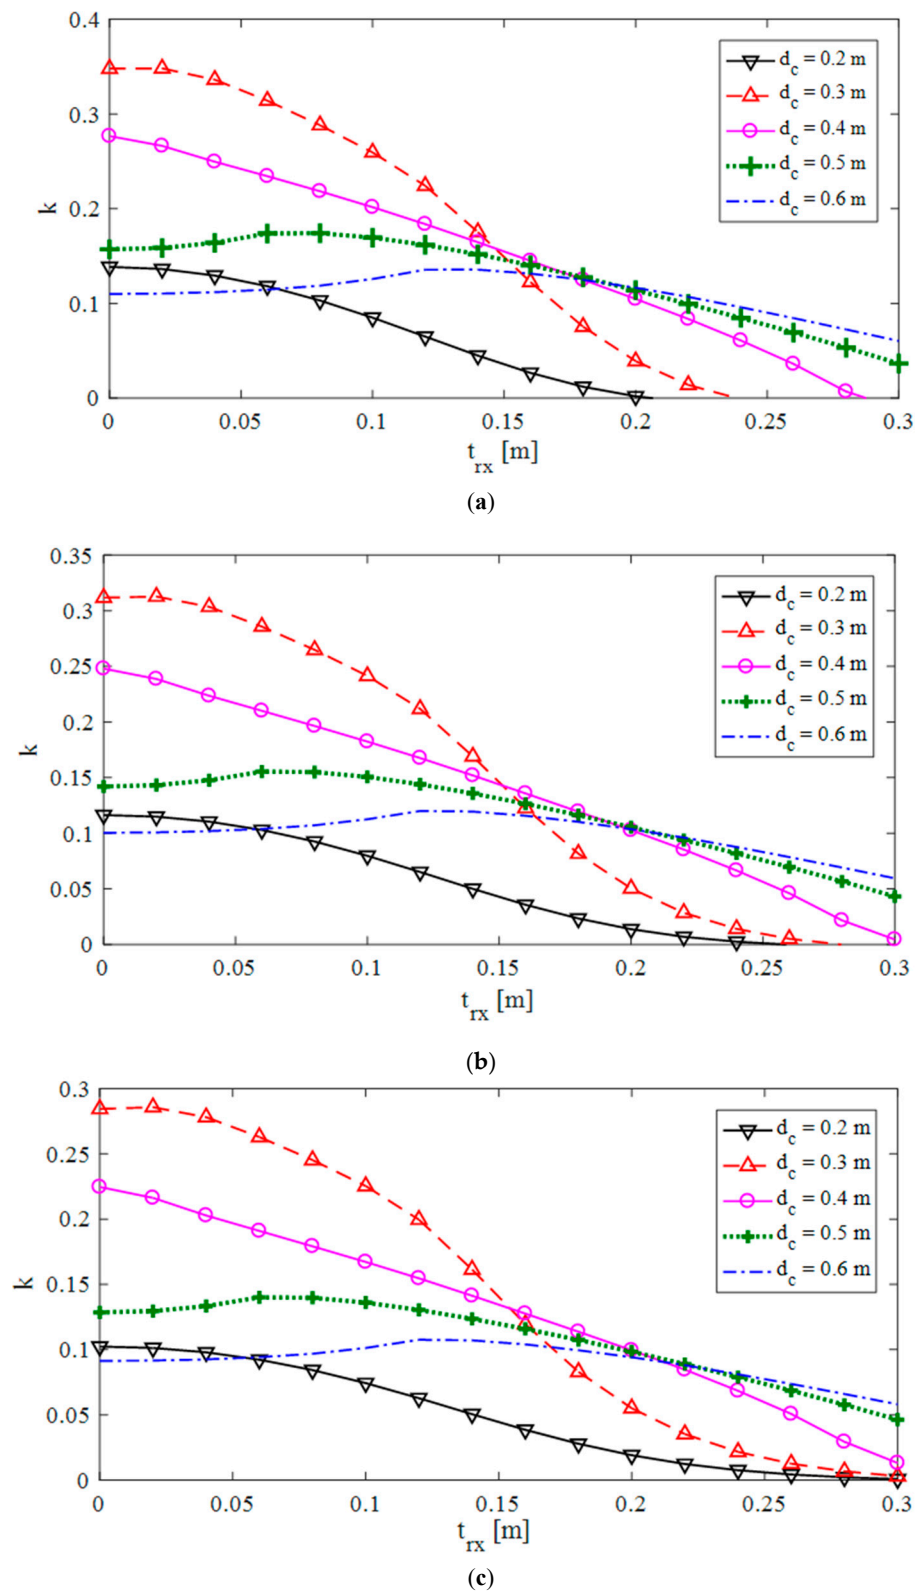 0.4
0.3
0.2
0.1
0
k
d_c = 0.2 m
d_c = 0.3 m
d_c = 0.4 m
d_c = 0.5 m
d_c = 0.6 m
0 0.05 0.1 0.15 0.2 0.25 0.3
t_rx [m]
(a)
0.35
0.3
0.25
0.2
0.15
0.1
0.05
0
k
d_c = 0.2 m
d_c = 0.3 m
d_c = 0.4 m
d_c = 0.5 m
d_c = 0.6 m
0 0.05 0.1 0.15 0.2 0.25 0.3
t_rx [m]
(b)
0.3
0.25
0.2
0.15
0.1
0.05
0
k
d_c = 0.2 m
d_c = 0.3 m
d_c = 0.4 m
d_c = 0.5 m
d_c = 0.6 m
0 0.05 0.1 0.15 0.2 0.25 0.3
t_rx [m]
(c)